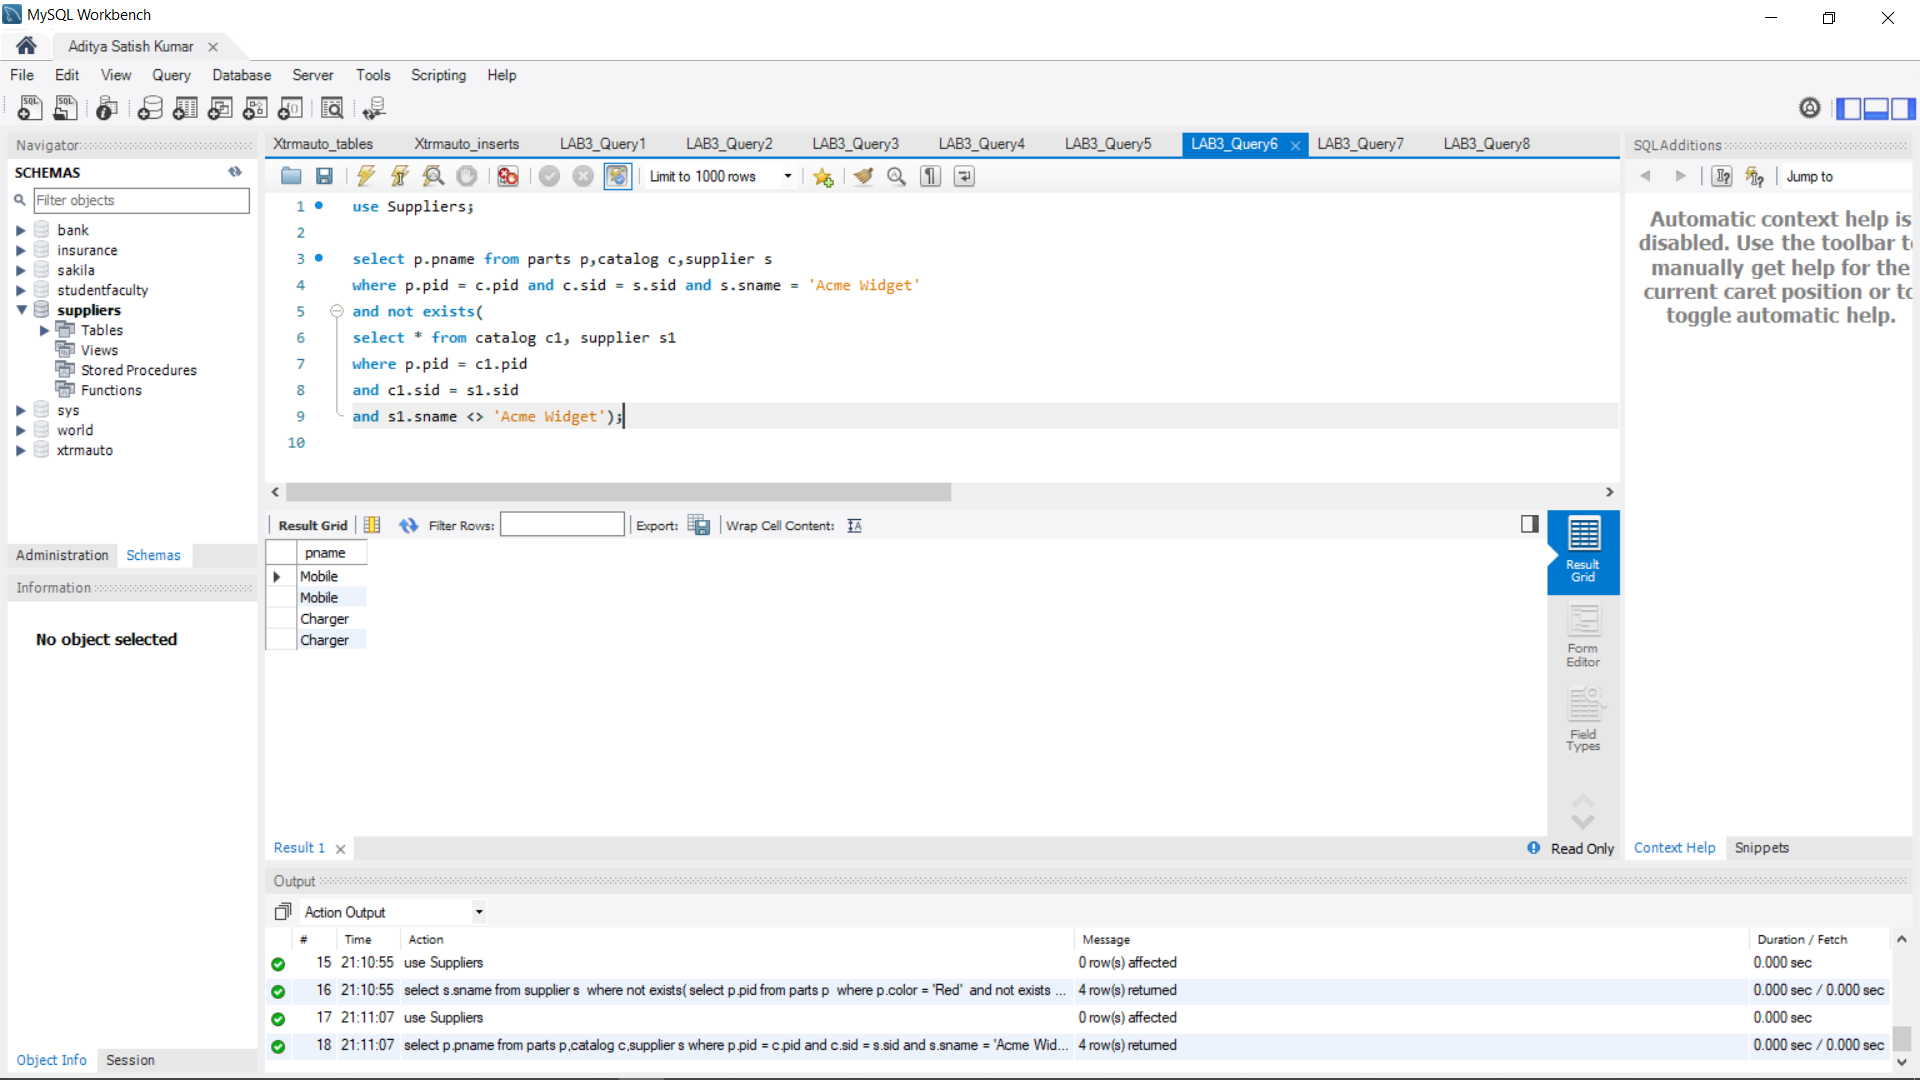 MySQL Workbench
Aditya Satish Kumar
File Edit View Query Database Server Tools Scripting Help
Navigator
SCHEMAS
Filter objects
bank
insurance
sakila
studentfaculty
suppliers
Tables
Views
Stored Procedures
Functions
sys
world
xtrmauto
Administration Schemas
Information
No object selected
Object Info Session
Xtrmauto_tables Xtrmauto_inserts LAB3_Query1 LAB3_Query2 LAB3_Query3 LAB3_Query4 LAB3_Query5 LAB3_Query6 LAB3_Query7 LAB3_Query8
Limit to 1000 rows
1 use Suppliers;
2
3 select p.pname from parts p,catalog c,supplier s
4 where p.pid = c.pid and c.sid = s.sid and s.sname = 'Acme Widget'
5 and not exists(
6 select * from catalog c1, supplier s1
7 where p.pid = c1.pid
8 and c1.sid = s1.sid
9 and s1.sname <> 'Acme Widget');
10
Result Grid Filter Rows: Export: Wrap Cell Content:
pname
Mobile
Mobile
Charger
Charger
Result Grid
Form Editor
Field Types
Result 1 Read Only
SQLAdditions
Jump to
Automatic context help is
disabled. Use the toolbar t
manually get help for the
current caret position or to
toggle automatic help.
Context Help Snippets
Output
Action Output
# Time Action Message Duration / Fetch
15 21:10:55 use Suppliers 0 row(s) affected 0.000 sec
16 21:10:55 select s.sname from supplier s where not exists( select p.pid from parts p where p.color = 'Red' and not exists ... 4 row(s) returned 0.000 sec / 0.000 sec
17 21:11:07 use Suppliers 0 row(s) affected 0.000 sec
18 21:11:07 select p.pname from parts p,catalog c,supplier s where p.pid = c.pid and c.sid = s.sid and s.sname = 'Acme Wid... 4 row(s) returned 0.000 sec / 0.000 sec